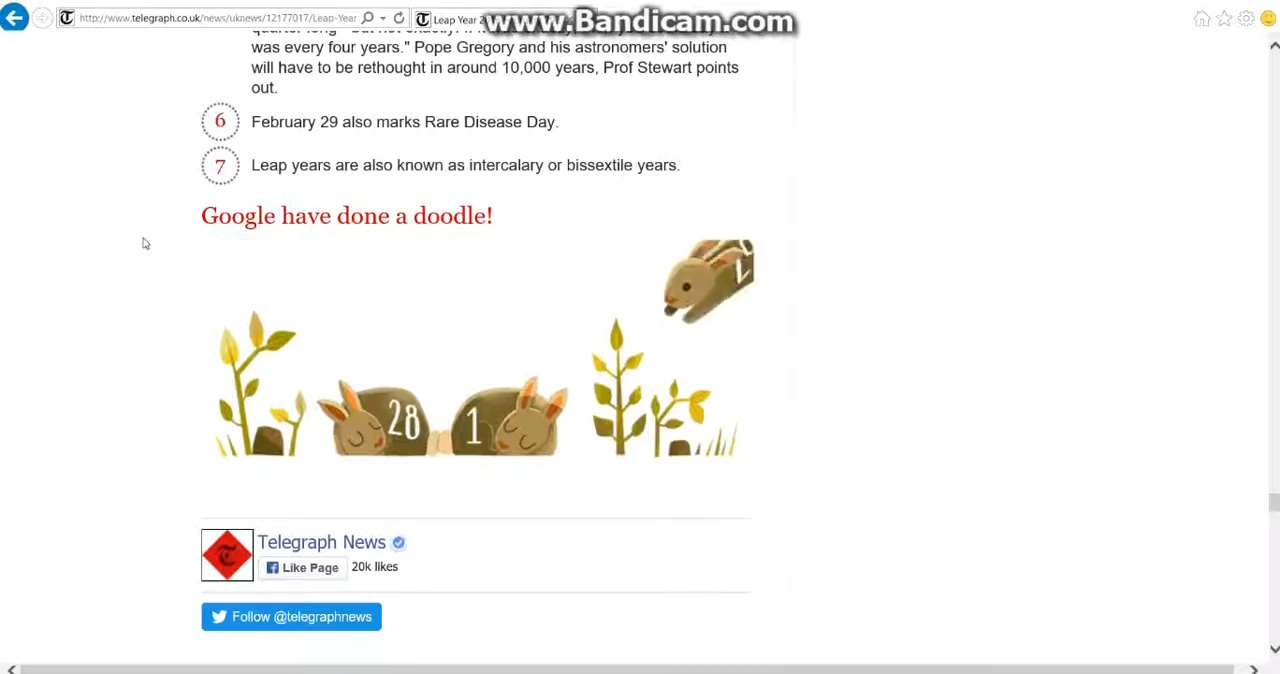 http://www.telegraph.co.uk/news/uknews/12177017/Leap-Year
Leap Year 2
www.Bandicam.com
was every four years." Pope Gregory and his astronomers' solution
will have to be rethought in around 10,000 years, Prof Stewart points
out.
6 February 29 also marks Rare Disease Day.
7 Leap years are also known as intercalary or bissextile years.
Google have done a doodle!
28 1
Telegraph News
Like Page 20k likes
Follow @telegraphnews